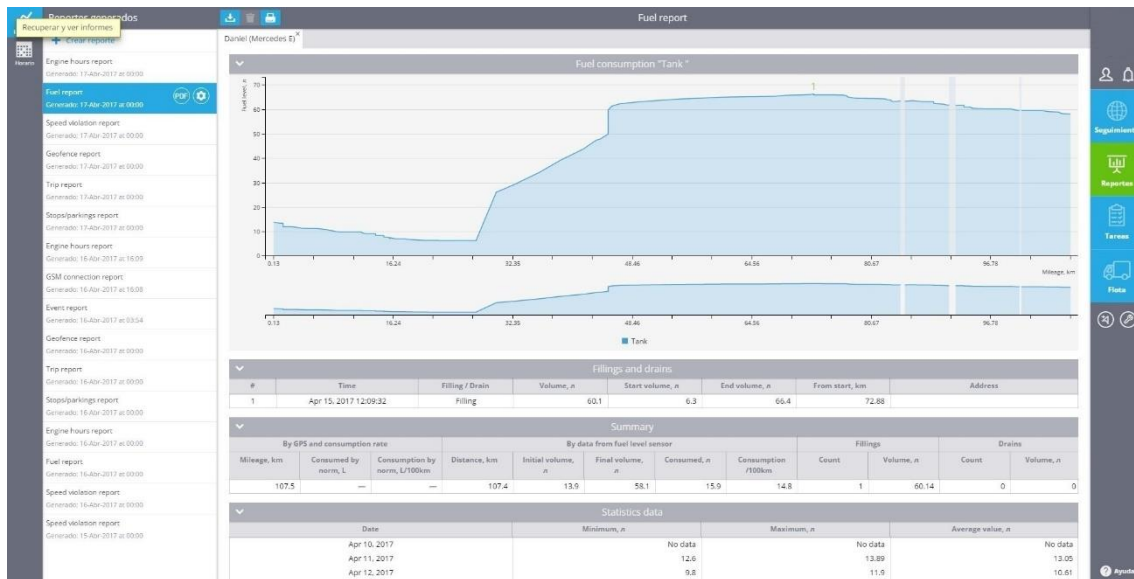 Reportes generados
Recuperar y ver informes
Crear reporte
Horario
Engine hours report
Generado: 17-Abr-2017 at 00:00
Fuel report
Generado: 17-Abr-2017 at 00:00
PDF
Speed violation report
Generado: 17-Abr-2017 at 00:00
Geofence report
Generado: 17-Abr-2017 at 00:00
Trip report
Generado: 17-Abr-2017 at 00:00
Stops/parkings report
Generado: 17-Abr-2017 at 00:00
Engine hours report
Generado: 16-Abr-2017 at 16:09
GSM connection report
Generado: 16-Abr-2017 at 16:08
Event report
Generado: 16-Abr-2017 at 03:54
Geofence report
Generado: 16-Abr-2017 at 00:00
Trip report
Generado: 16-Abr-2017 at 00:00
Stops/parkings report
Generado: 16-Abr-2017 at 00:00
Engine hours report
Generado: 16-Abr-2017 at 00:00
Fuel report
Generado: 16-Abr-2017 at 00:00
Speed violation report
Generado: 16-Abr-2017 at 00:00
Speed violation report
Generado: 15-Abr-2017 at 00:00
Fuel report
Daniel (Mercedes E) ×
Fuel consumption "Tank "
Fuel level, л
70
60
50
40
30
20
10
0
1
0.13 16.24 32.35 48.46 64.56 80.67 96.78
Mileage, km
0.13 16.24 32.35 48.46 64.56 80.67 96.78
Tank
Fillings and drains
# Time Filling / Drain Volume, л Start volume, л End volume, л From start, km Address
1 Apr 15, 2017 12:09:32 Filling 60.1 6.3 66.4 72.88
Summary
By GPS and consumption rate By data from fuel level sensor Fillings Drains
Mileage, km Consumed by norm, L Consumption by norm, L/100km Distance, km Initial volume, л Final volume, л Consumed, л Consumption /100km Count Volume, л Count Volume, л
107.5 — — 107.4 13.9 58.1 15.9 14.8 1 60.14 0 0
Statistics data
Date Minimum, л Maximum, л Average value, л
Apr 10, 2017 No data No data No data
Apr 11, 2017 12.6 13.89 13.05
Apr 12, 2017 9.8 11.9 10.61
Seguimient
Reportes
Tareas
Flota
Ayuda